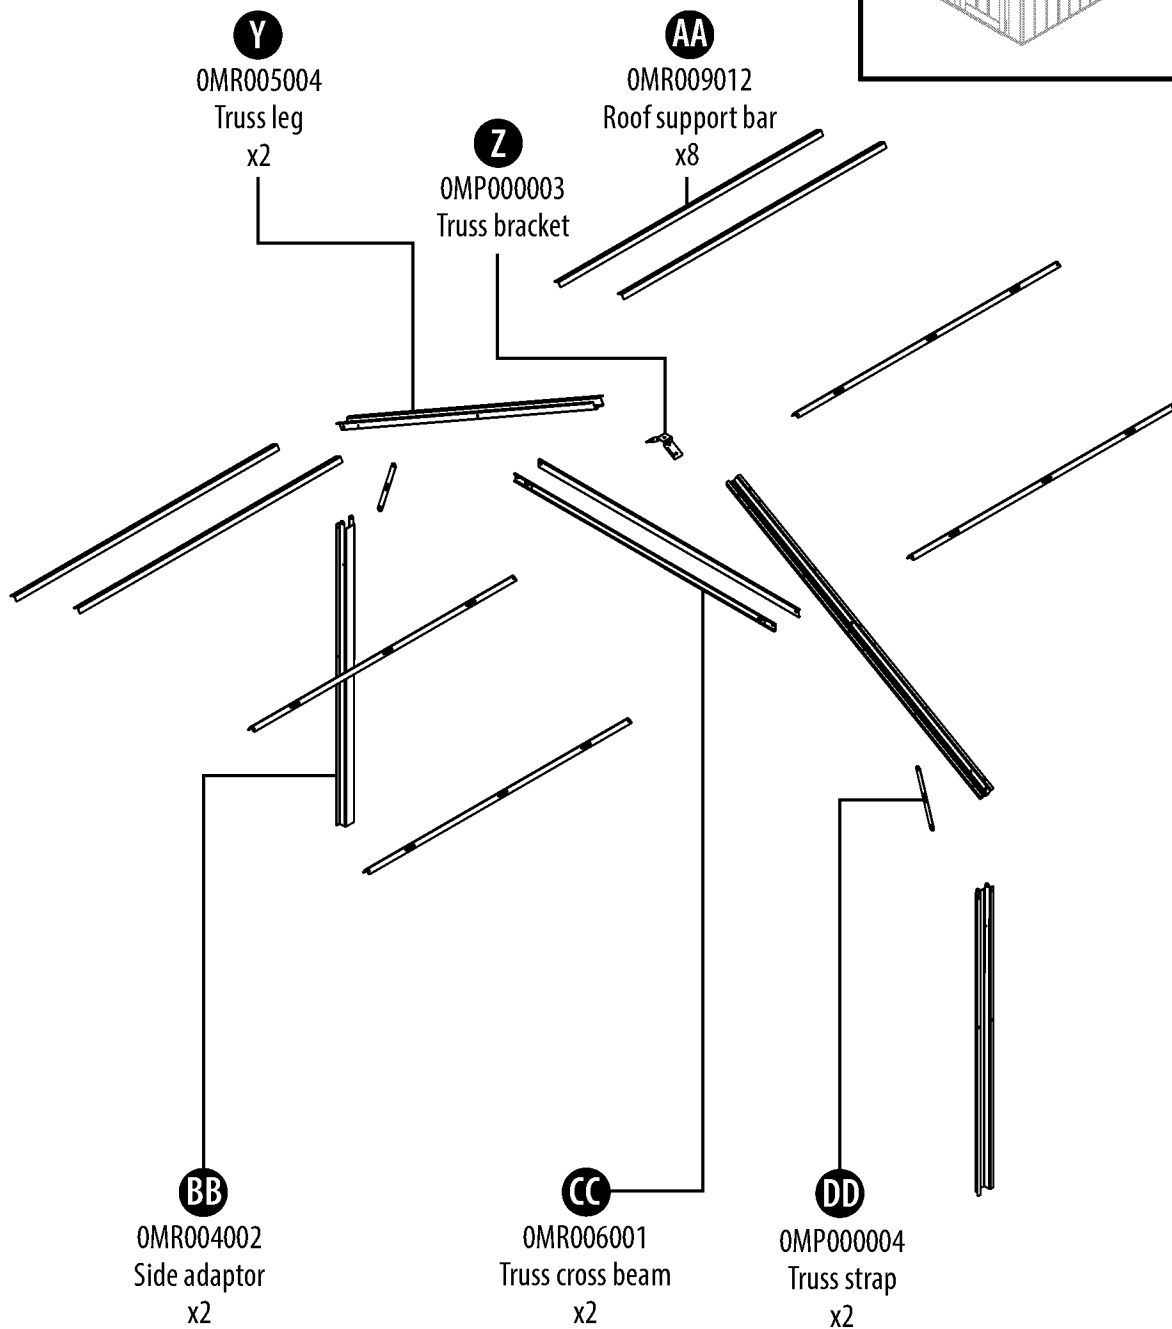 Y
0MR005004
Truss leg
x2
Z
0MP000003
Truss bracket
AA
0MR009012
Roof support bar
x8
BB
0MR004002
Side adaptor
x2
CC
0MR006001
Truss cross beam
x2
DD
0MP000004
Truss strap
x2